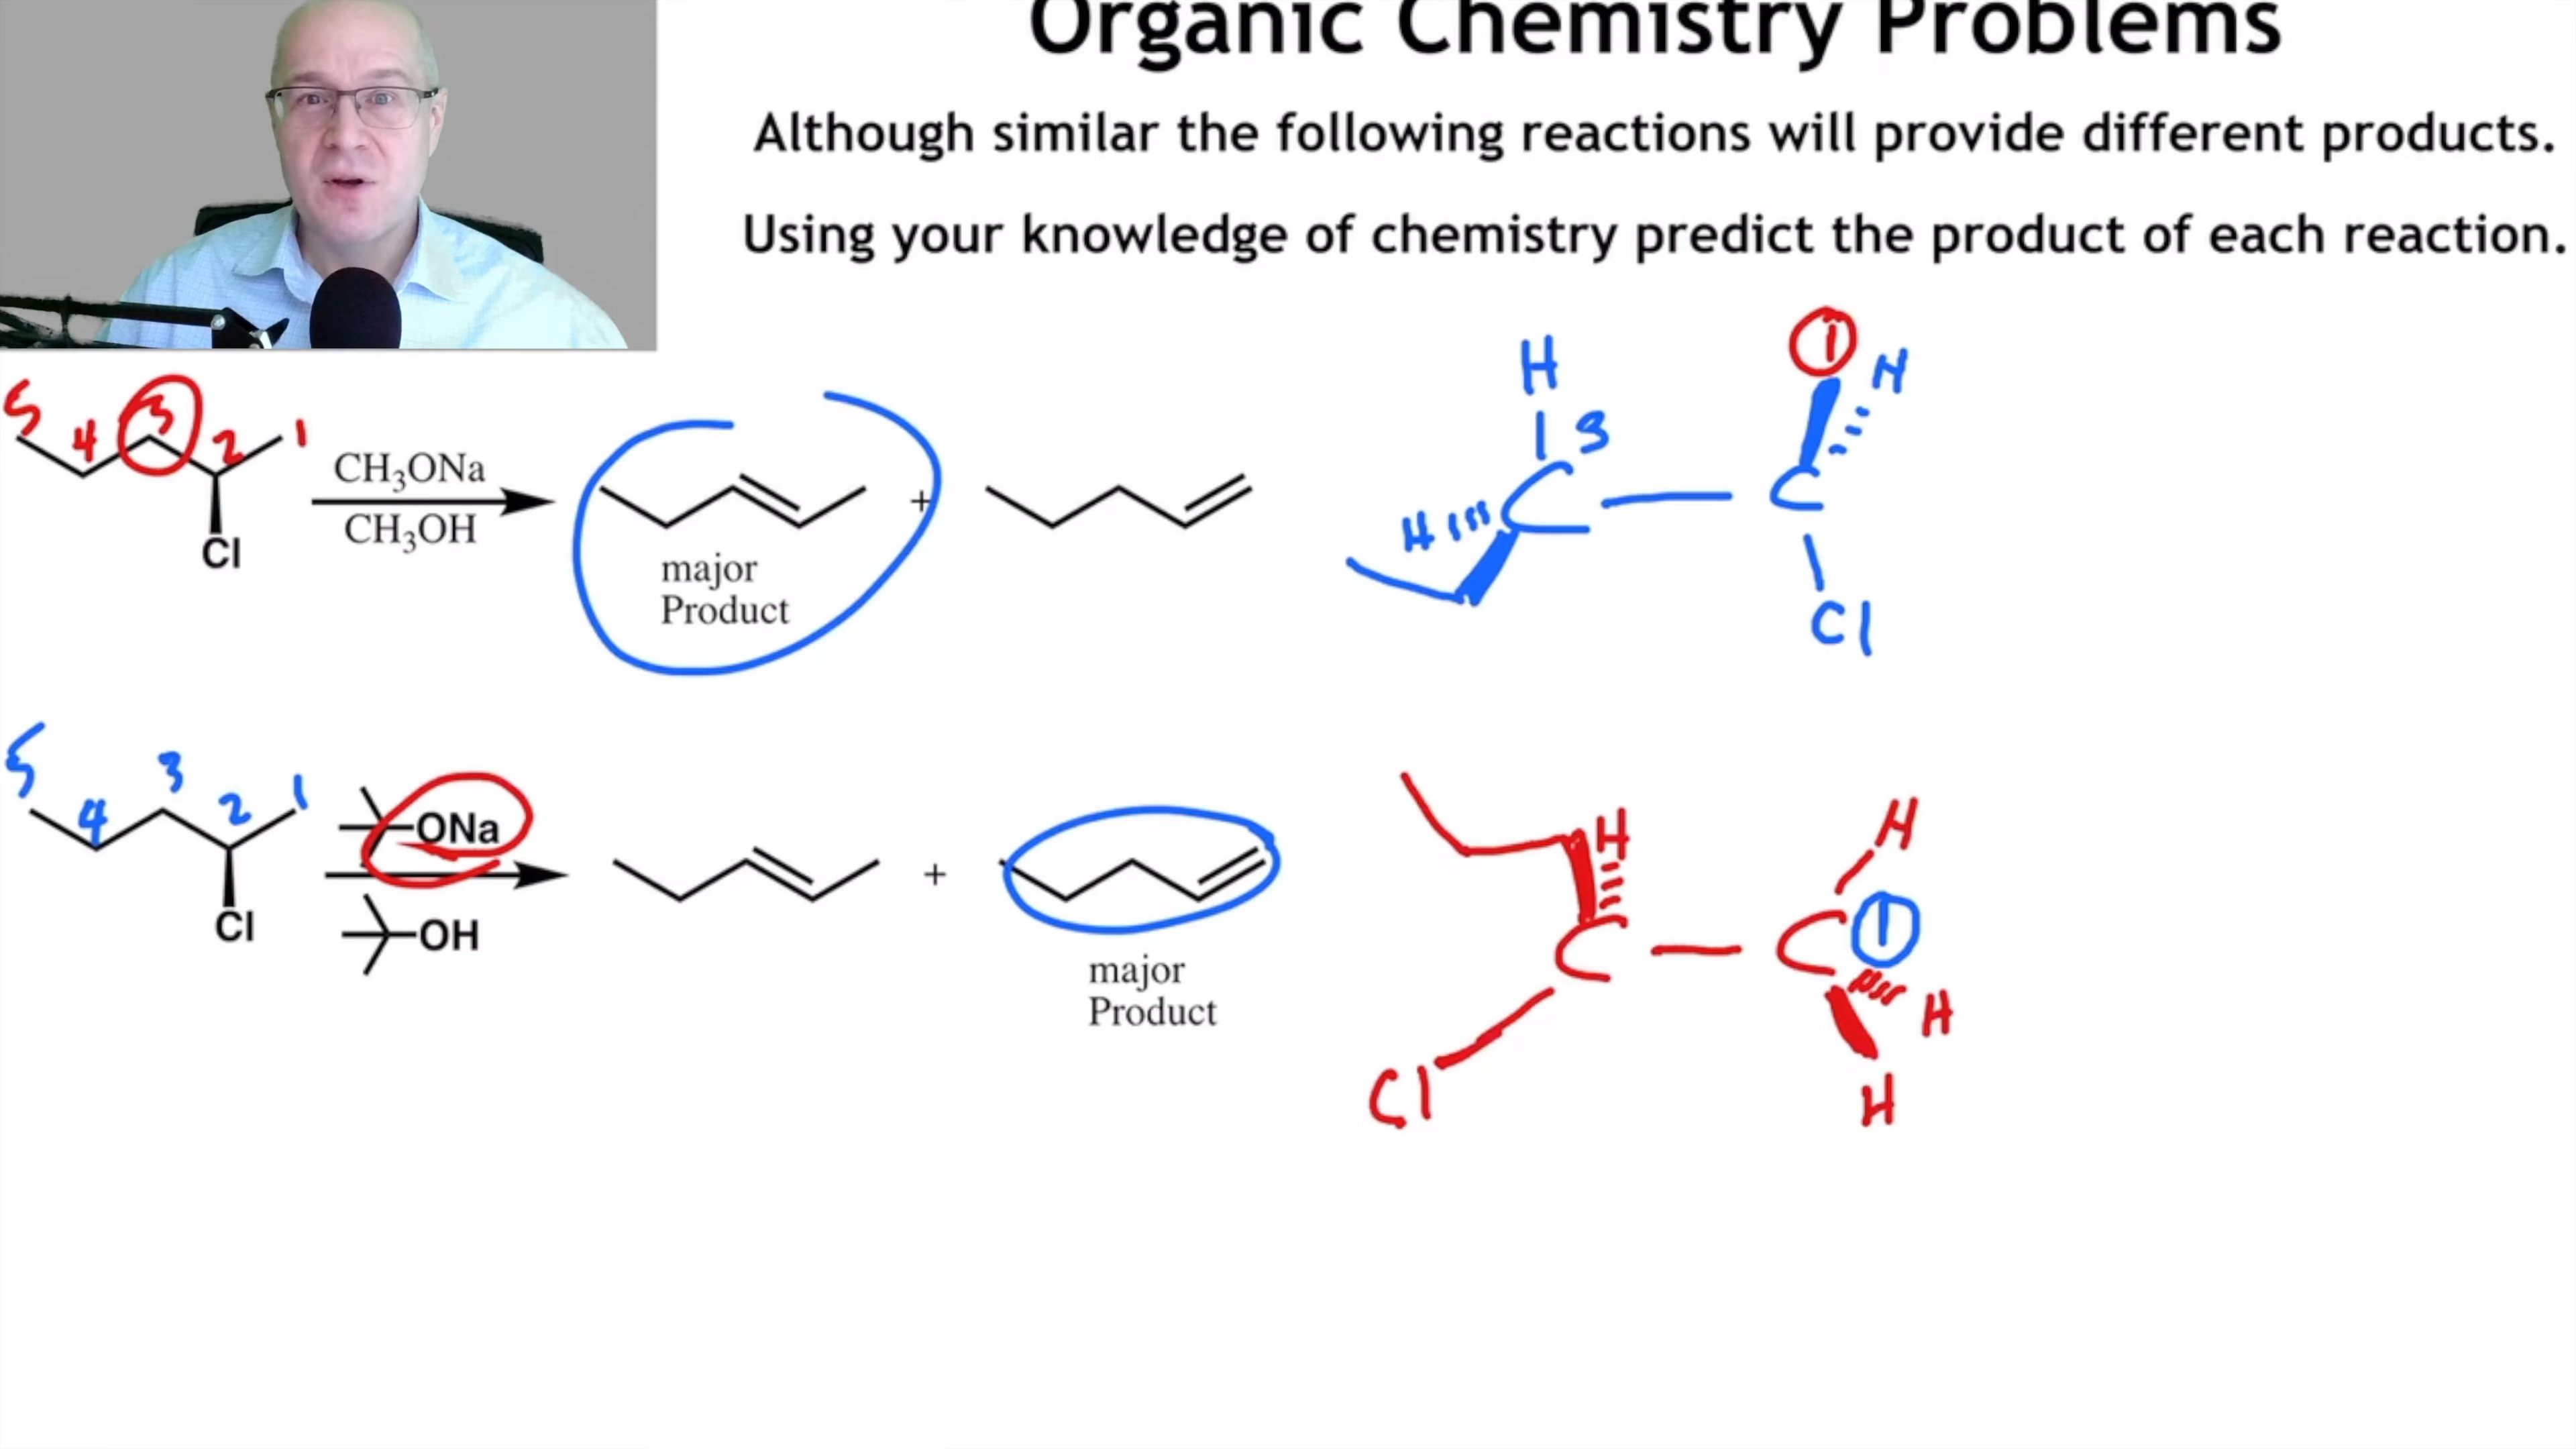 Organic Chemistry Problems
Although similar the following reactions will provide different products.
Using your knowledge of chemistry predict the product of each reaction.
5 4 3 2 1
Cl
CH₃ONa
CH₃OH
+
major
Product
H
3
C
H
1
H
C
Cl
5 4 3 2 1
Cl
ONa
OH
+
major
Product
H
C
Cl
H
C
1
H
H